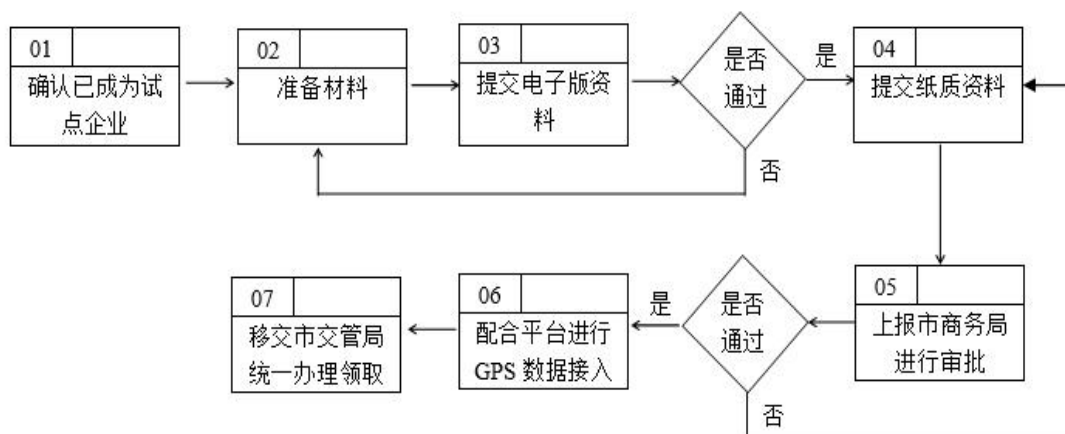 01
确认已成为试
点企业
02
准备材料
03
提交电子版资
料
是否
通过
是
否
04
提交纸质资料
05
上报市商务局
进行审批
是否
通过
是
否
06
配合平台进行
GPS 数据接入
07
移交市交管局
统一办理领取